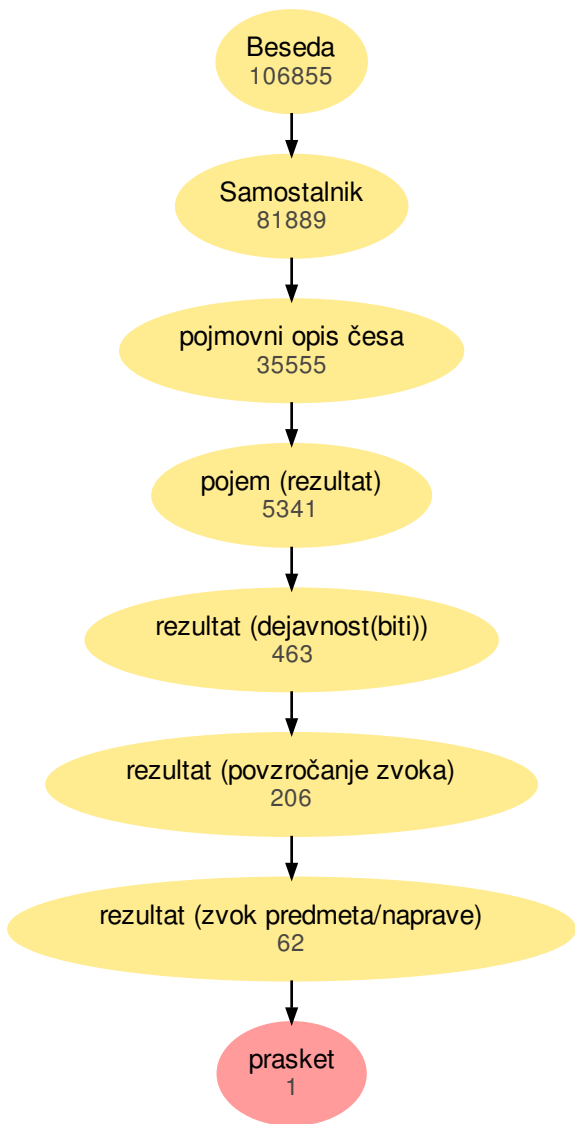 Beseda
106855
Samostalnik
81889
pojmovni opis česa
35555
pojem (rezultat)
5341
rezultat (dejavnost(biti))
463
rezultat (povzročanje zvoka)
206
rezultat (zvok predmeta/naprave)
62
prasket
1